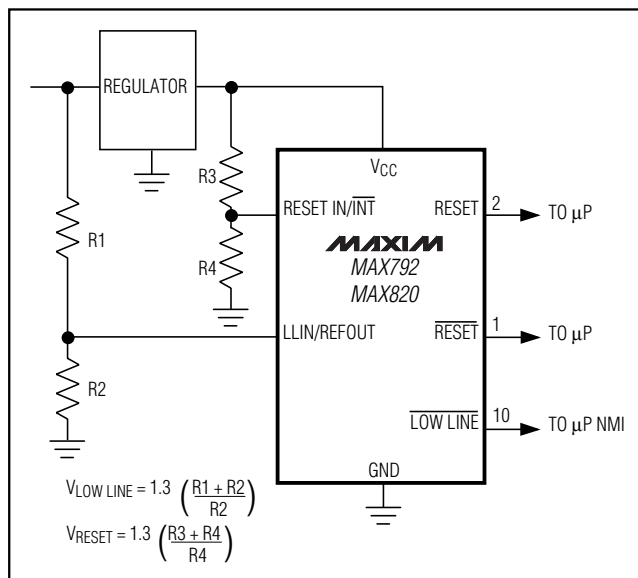 REGULATOR
VCC
R3
RESET IN/INT
RESET
2
TO μP
R1
R4
MAXIM
MAX792
MAX820
LLIN/REFOUT
RESET
1
TO μP
R2
LOW LINE
10
TO μP NMI
GND
VLOW LINE = 1.3 (R1 + R2 / R2)
VRESET = 1.3 (R3 + R4 / R4)